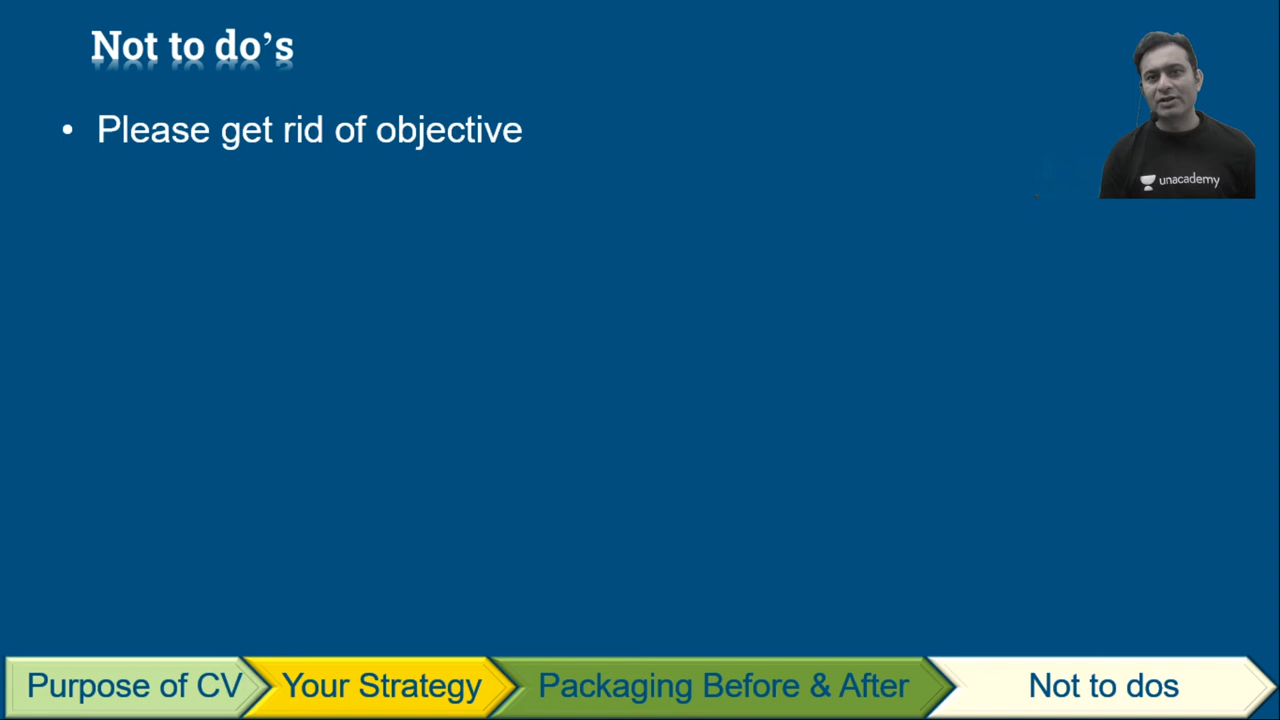 Not to do's
• Please get rid of objective
unacademy
Purpose of CV
Your Strategy
Packaging Before & After
Not to dos